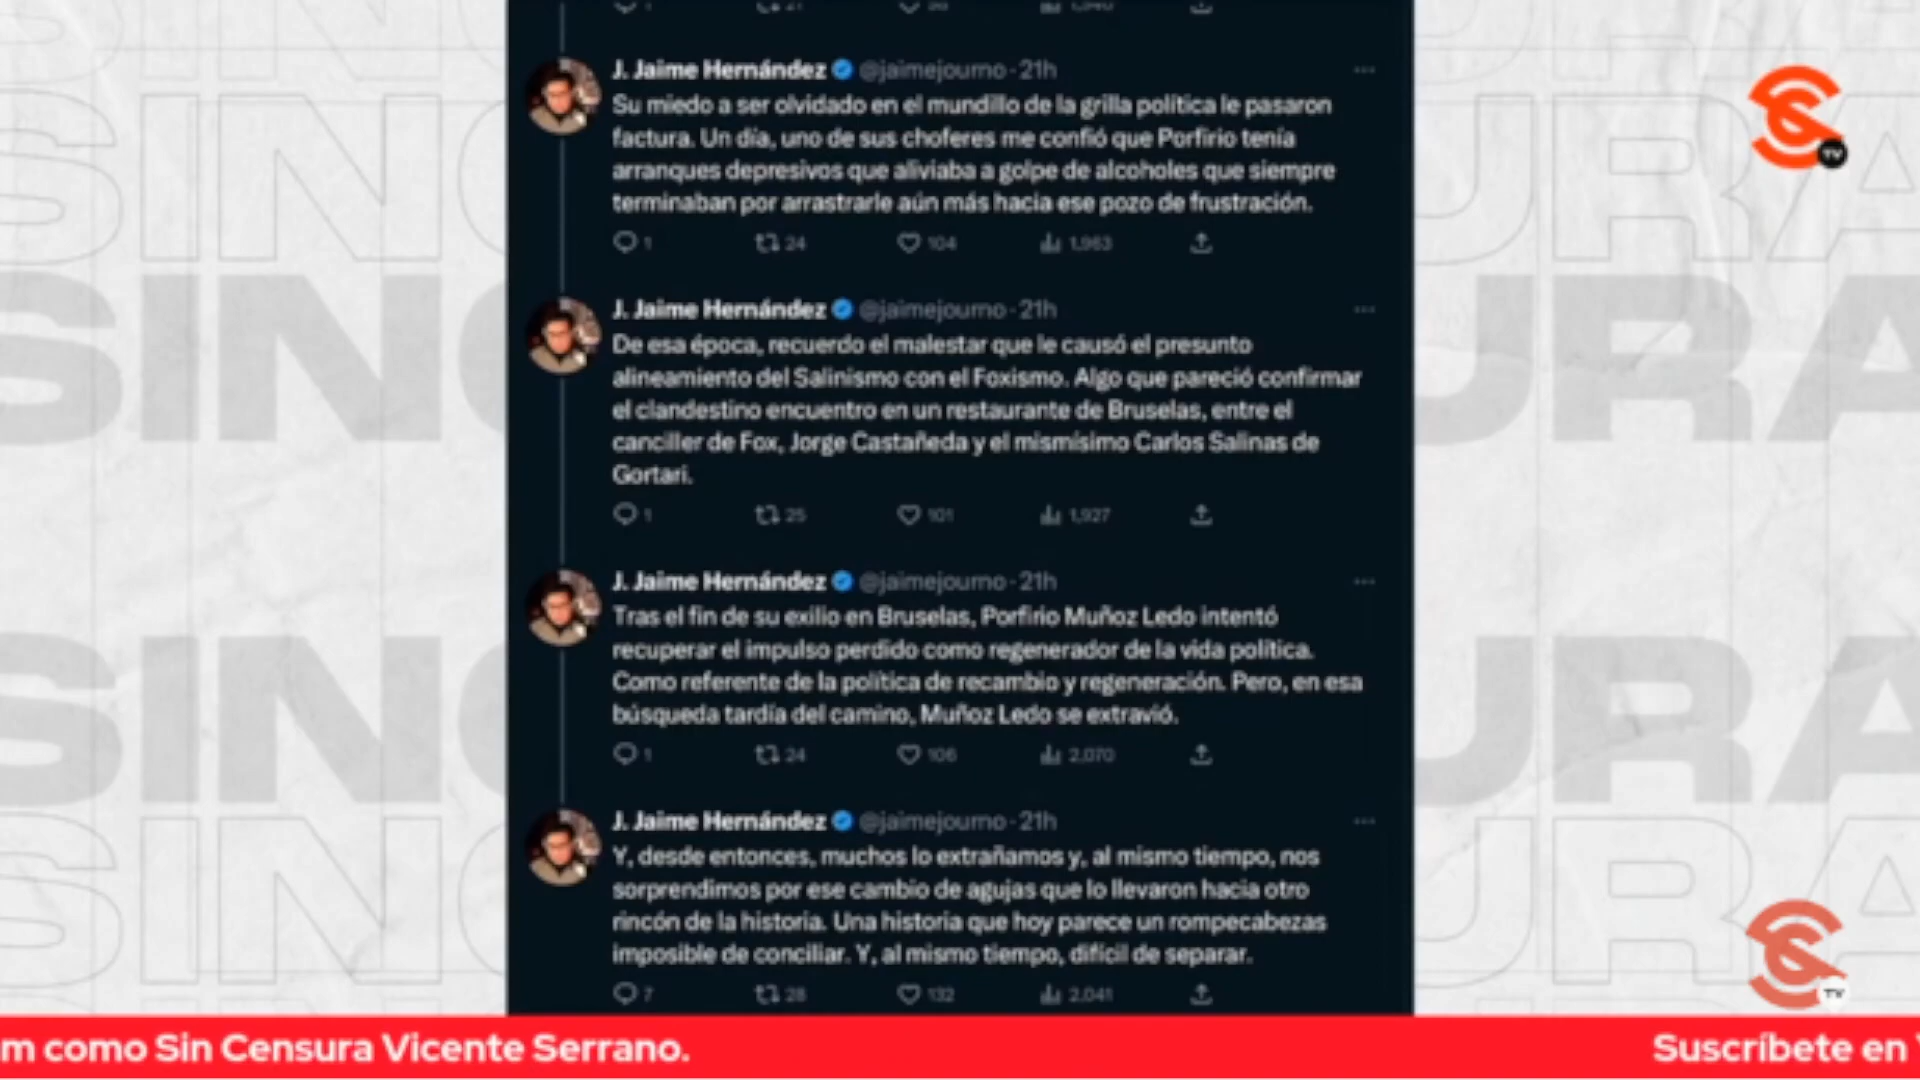 1 21 98 1,940
J. Jaime Hernández @jaimejourno · 21h
Su miedo a ser olvidado en el mundillo de la grilla política le pasaron
factura. Un día, uno de sus choferes me confió que Porfirio tenía
arranques depresivos que aliviaba a golpe de alcoholes que siempre
terminaban por arrastrarle aún más hacia ese pozo de frustración.
1 24 104 1,963
J. Jaime Hernández @jaimejourno · 21h
De esa época, recuerdo el malestar que le causó el presunto
alineamiento del Salinismo con el Foxismo. Algo que pareció confirmar
el clandestino encuentro en un restaurante de Bruselas, entre el
canciller de Fox, Jorge Castañeda y el mismísimo Carlos Salinas de
Gortari.
1 25 101 1,927
J. Jaime Hernández @jaimejourno · 21h
Tras el fin de su exilio en Bruselas, Porfirio Muñoz Ledo intentó
recuperar el impulso perdido como regenerador de la vida política.
Como referente de la política de recambio y regeneración. Pero, en esa
búsqueda tardía del camino, Muñoz Ledo se extravió.
1 24 106 2,070
J. Jaime Hernández @jaimejourno · 21h
Y, desde entonces, muchos lo extrañamos y, al mismo tiempo, nos
sorprendimos por ese cambio de agujas que lo llevaron hacia otro
rincón de la historia. Una historia que hoy parece un rompecabezas
imposible de conciliar. Y, al mismo tiempo, difícil de separar.
7 28 132 2,041
TV
TV
m como Sin Censura Vicente Serrano. Suscríbete en